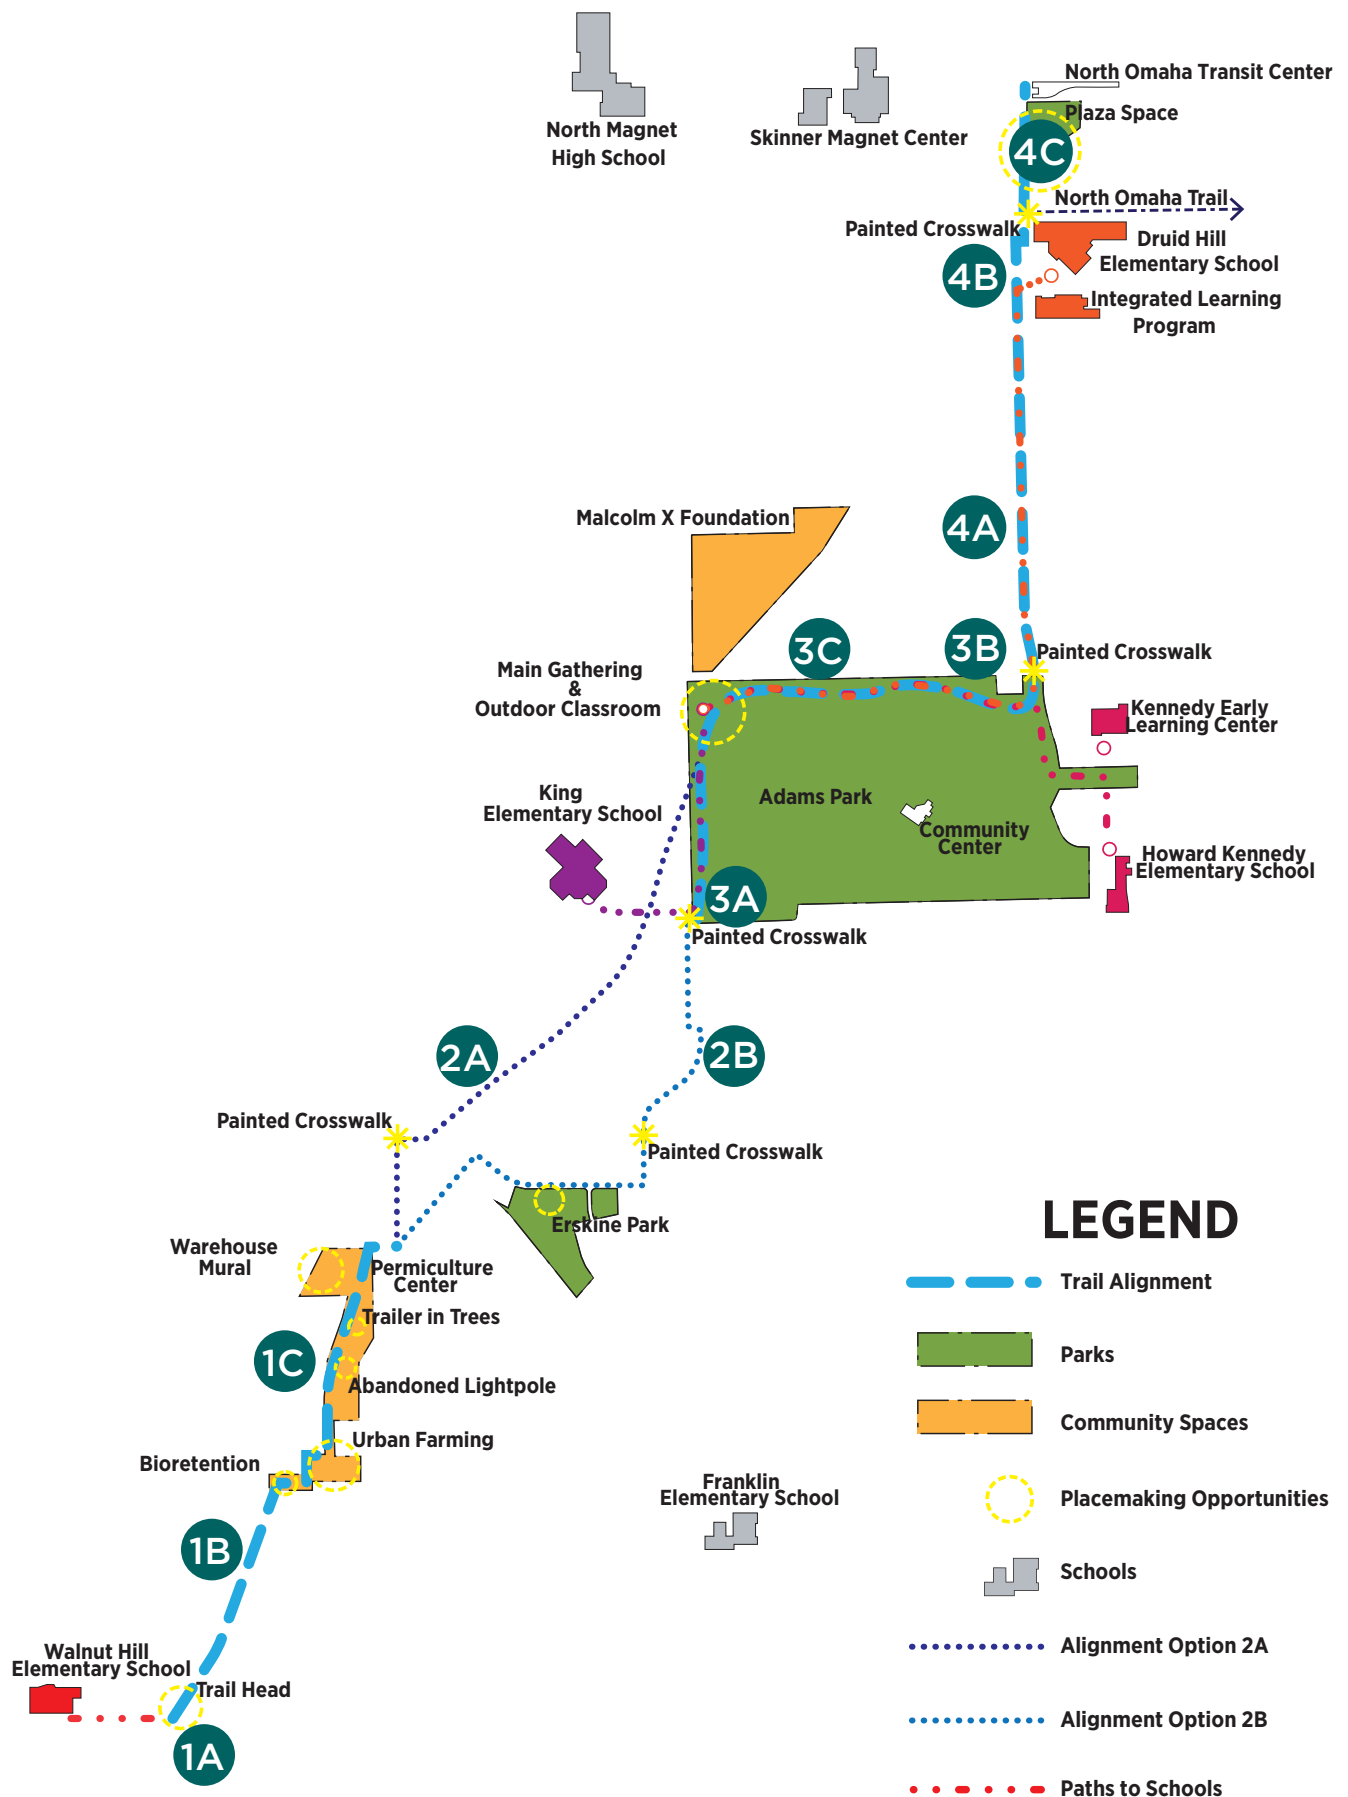 North Omaha Transit Center
Plaza Space
4C
North Magnet
High School
Skinner Magnet Center
North Omaha Trail
Painted Crosswalk
Druid Hill
Elementary School
4B
Integrated Learning
Program
Malcolm X Foundation
4A
3C
3B
Painted Crosswalk
Main Gathering
&
Outdoor Classroom
Kennedy Early
Learning Center
King
Elementary School
Adams Park
Community
Center
Howard Kennedy
Elementary School
3A
Painted Crosswalk
2A
2B
Painted Crosswalk
Painted Crosswalk
Erskine Park
Warehouse
Mural
Permiculture
Center
Trailer in Trees
1C
Abandoned Lightpole
Urban Farming
Bioretention
Franklin
Elementary School
1B
Walnut Hill
Elementary School
Trail Head
1A
LEGEND
Trail Alignment
Parks
Community Spaces
Placemaking Opportunities
Schools
Alignment Option 2A
Alignment Option 2B
Paths to Schools